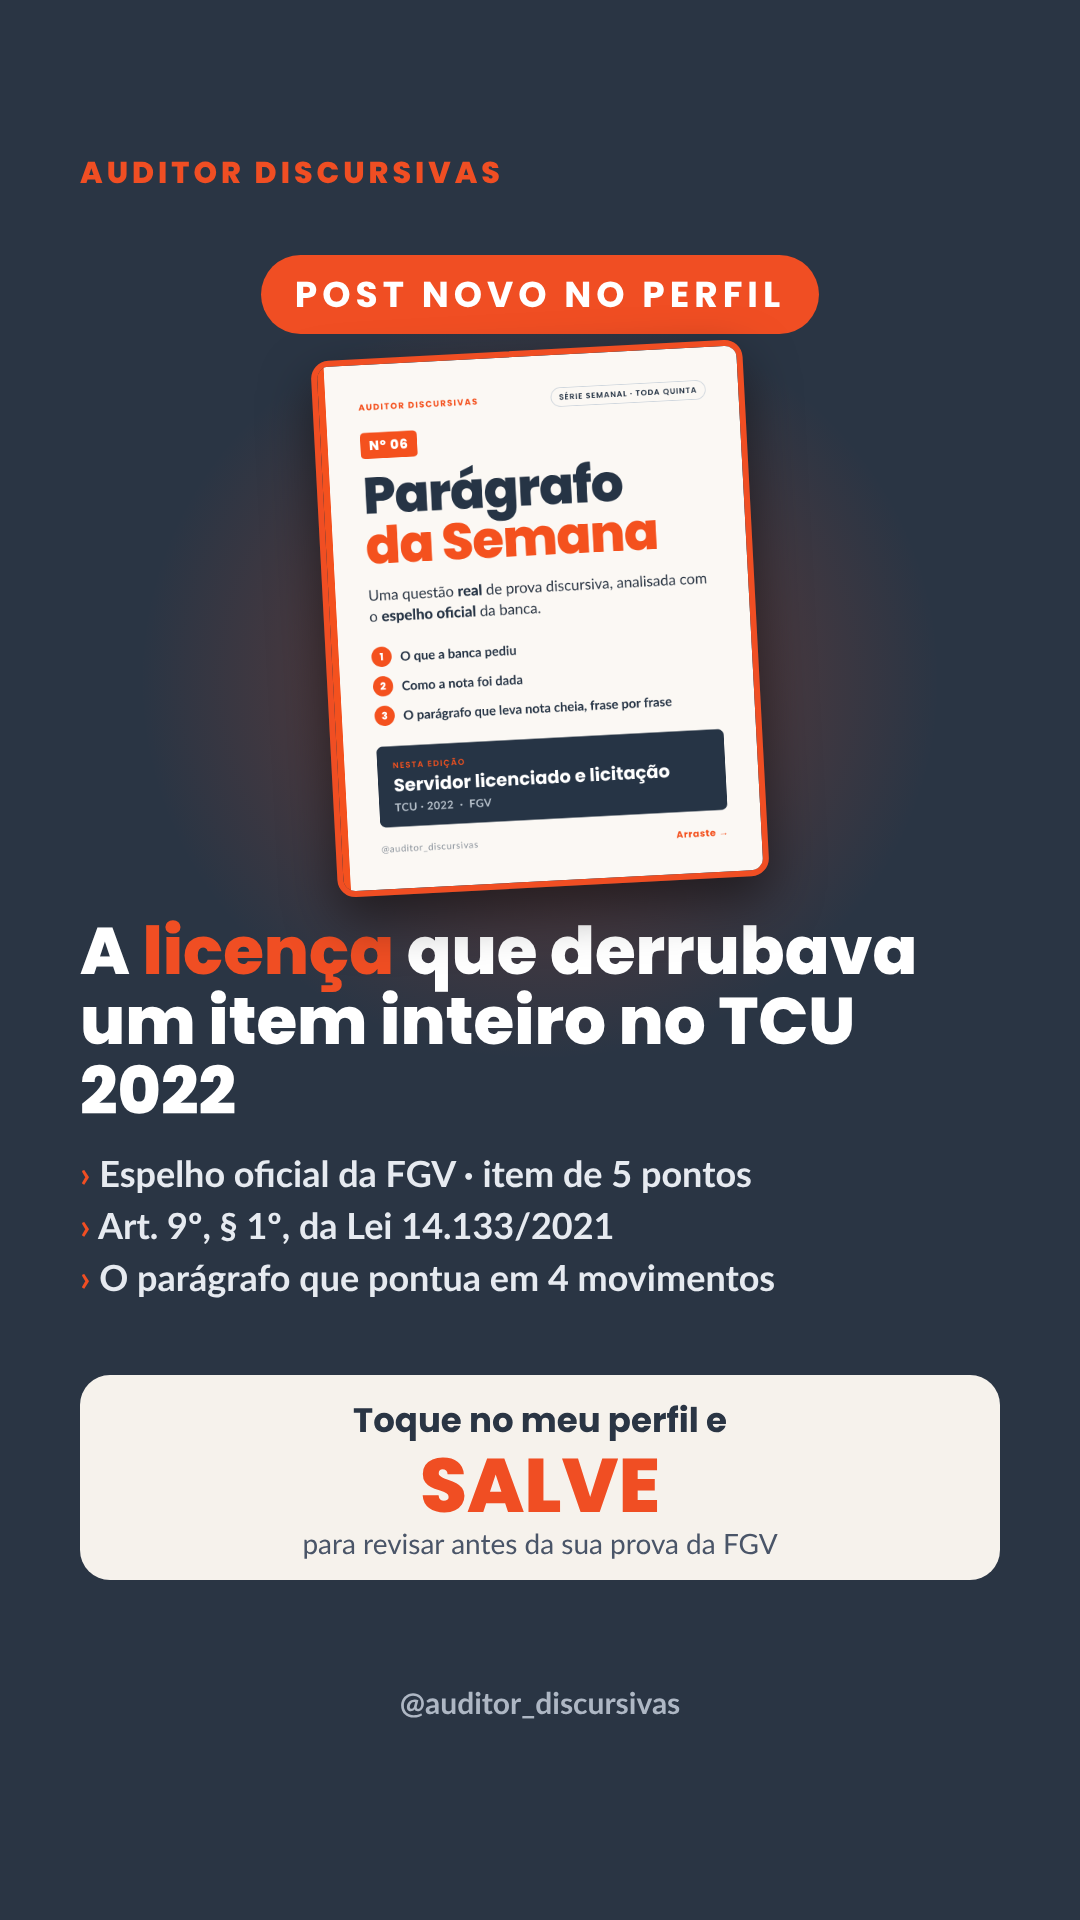 AUDITOR DISCURSIVAS
POST NOVO NO PERFIL
AUDITOR DISCURSIVAS
SÉRIE SEMANAL · TODA QUINTA
Nº 06
Parágrafo
da Semana
Uma questão real de prova discursiva, analisada com
o espelho oficial da banca.
1 O que a banca pediu
2 Como a nota foi dada
3 O parágrafo que leva nota cheia, frase por frase
NESTA EDIÇÃO
Servidor licenciado e licitação
TCU · 2022 · FGV
@auditor_discursivas
Arraste →
A licença que derrubava
um item inteiro no TCU
2022
› Espelho oficial da FGV · item de 5 pontos
› Art. 9º, § 1º, da Lei 14.133/2021
› O parágrafo que pontua em 4 movimentos
Toque no meu perfil e
SALVE
para revisar antes da sua prova da FGV
@auditor_discursivas